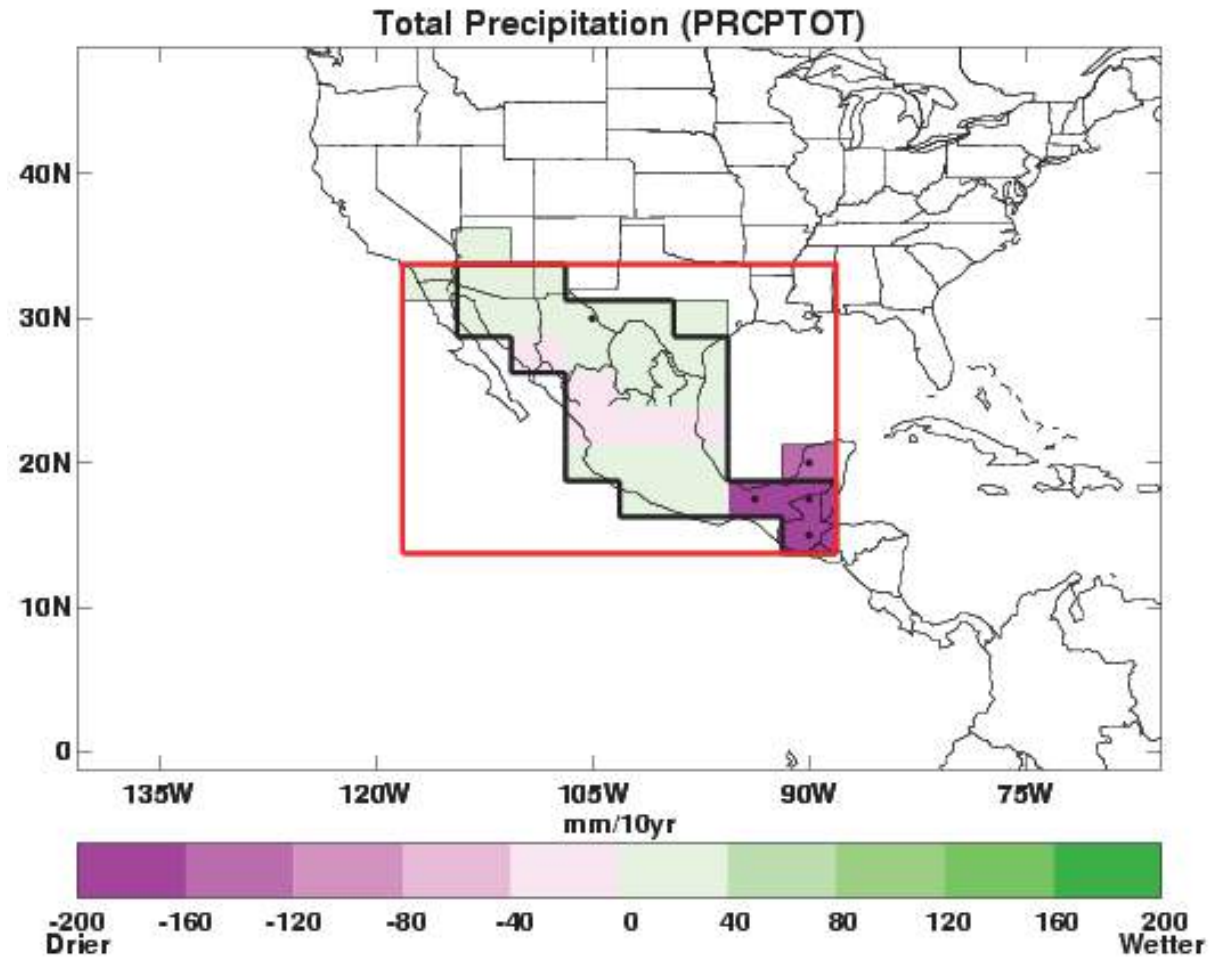 Total Precipitation (PRCPTOT)
40N
30N
20N
10N
0
135W 120W 105W 90W 75W
mm/10yr
-200 -160 -120 -80 -40 0 40 80 120 160 200
Drier Wetter